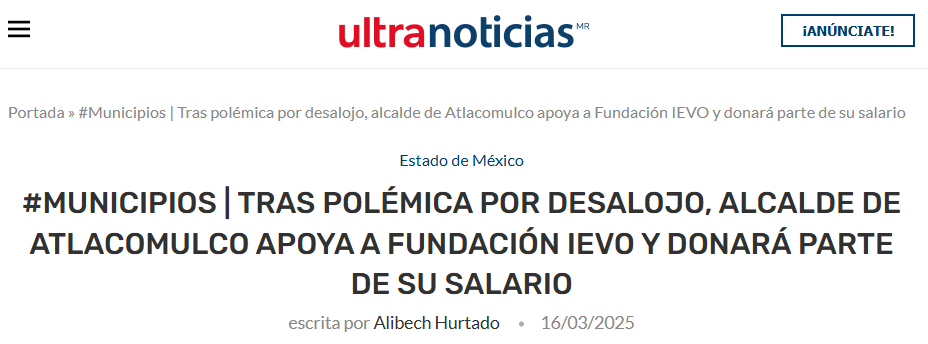 ultranoticias MR
¡ANÚNCIATE!
Portada » #Municipios | Tras polémica por desalojo, alcalde de Atlacomulco apoya a Fundación IEVO y donará parte de su salario
Estado de México
#MUNICIPIOS | TRAS POLÉMICA POR DESALOJO, ALCALDE DE
ATLACOMULCO APOYA A FUNDACIÓN IEVO Y DONARÁ PARTE
DE SU SALARIO
escrita por Alibech Hurtado • 16/03/2025